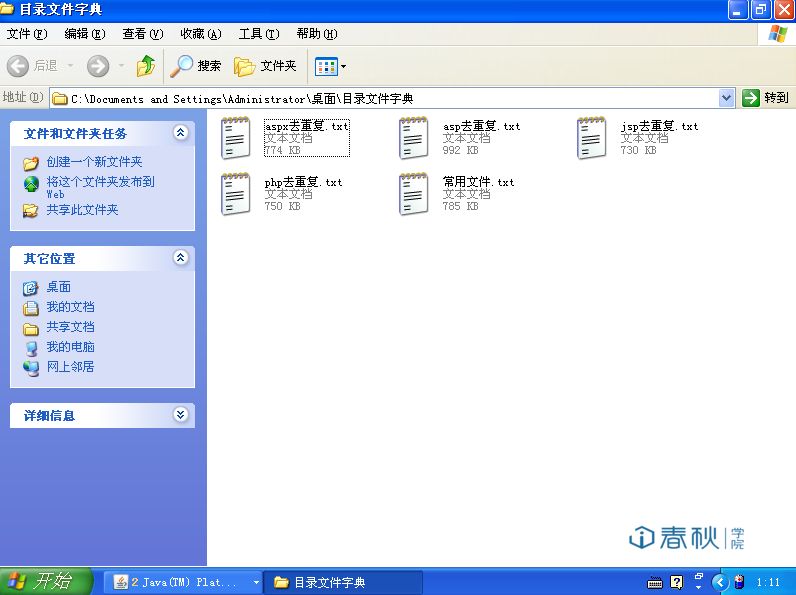 目录文件字典
文件(F) 编辑(E) 查看(V) 收藏(A) 工具(T) 帮助(H)
后退 搜索 文件夹
地址(D) C:\Documents and Settings\Administrator\桌面\目录文件字典 转到
文件和文件夹任务
创建一个新文件夹
将这个文件夹发布到
Web
共享此文件夹
其它位置
桌面
我的文档
共享文档
我的电脑
网上邻居
详细信息
aspx去重复.txt
文本文档
774 KB
asp去重复.txt
文本文档
992 KB
jsp去重复.txt
文本文档
730 KB
php去重复.txt
文本文档
750 KB
常用文件.txt
文本文档
785 KB
春秋学院
开始 2 Java(TM) Plat... 目录文件字典 1:11